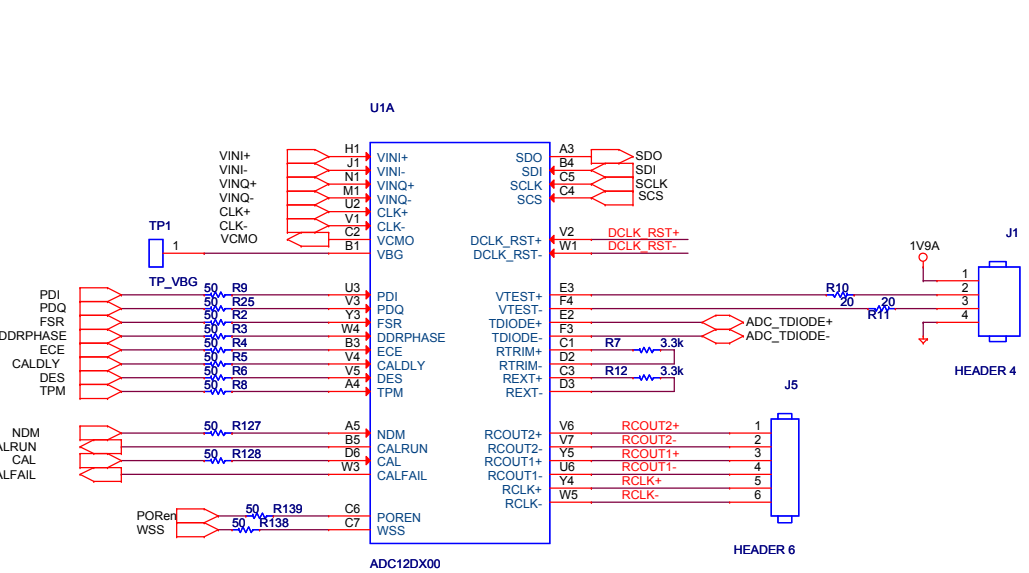 U1A
VINI+ H1 VINI+ SDO A3 SDO
VINI- J1 VINI- SDI B4 SDI
VINQ+ N1 VINQ+ SCLK C5 SCLK
VINQ- M1 VINQ- SCS C4 SCS
CLK+ U2 CLK+
CLK- V1 CLK- DCLK_RST+ V2 DCLK_RST+
VCMO C2 VCMO DCLK_RST- W1 DCLK_RST-
TP1 1 B1 VBG
TP_VBG
J1
1V9A 1
PDI 50 R9 U3 PDI VTEST+ E3 R10 20 2
PDQ 50 R25 V3 PDQ VTEST- F4 20 R11 3
FSR 50 R2 Y3 FSR TDIODE+ E2 ADC_TDIODE+ 4
DDRPHASE 50 R3 W4 DDRPHASE TDIODE- F3 ADC_TDIODE-
ECE 50 R4 B3 ECE RTRIM+ C1 R7 3.3k
CALDLY 50 R5 V4 CALDLY RTRIM- D2
DES 50 R6 V5 DES REXT+ C3 R12 3.3k
TPM 50 R8 A4 TPM REXT- D3
HEADER 4
J5
NDM 50 R127 A5 NDM RCOUT2+ V6 RCOUT2+ 1
ALRUN B5 CALRUN RCOUT2- V7 RCOUT2- 2
CAL 50 R128 D6 CAL RCOUT1+ Y5 RCOUT1+ 3
ALFAIL W3 CALFAIL RCOUT1- U6 RCOUT1- 4
RCLK+ Y4 RCLK+ 5
RCLK- W5 RCLK- 6
PORen 50 R139 C6 POREN
WSS 50 R138 C7 WSS
HEADER 6
ADC12DX00